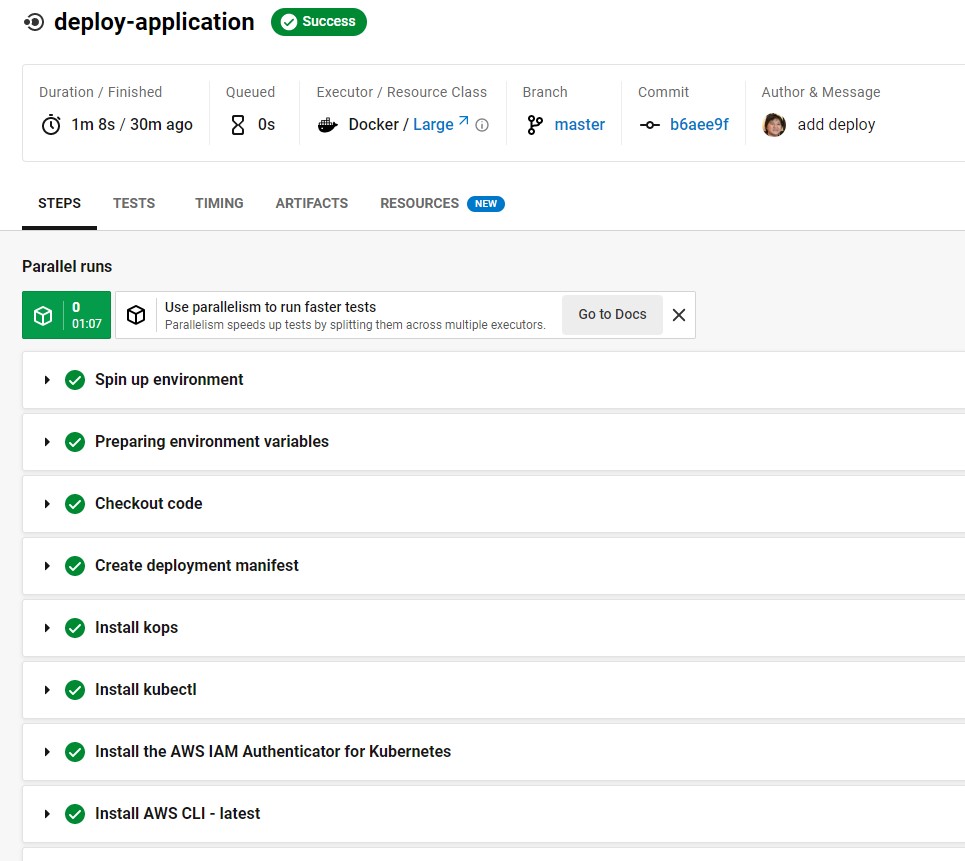 deploy-application Success
Duration / Finished Queued Executor / Resource Class Branch Commit Author & Message
1m 8s / 30m ago 0s Docker / Large master b6aee9f add deploy
STEPS TESTS TIMING ARTIFACTS RESOURCES NEW
Parallel runs
0
01:07
Use parallelism to run faster tests
Parallelism speeds up tests by splitting them across multiple executors.
Go to Docs
Spin up environment
Preparing environment variables
Checkout code
Create deployment manifest
Install kops
Install kubectl
Install the AWS IAM Authenticator for Kubernetes
Install AWS CLI - latest